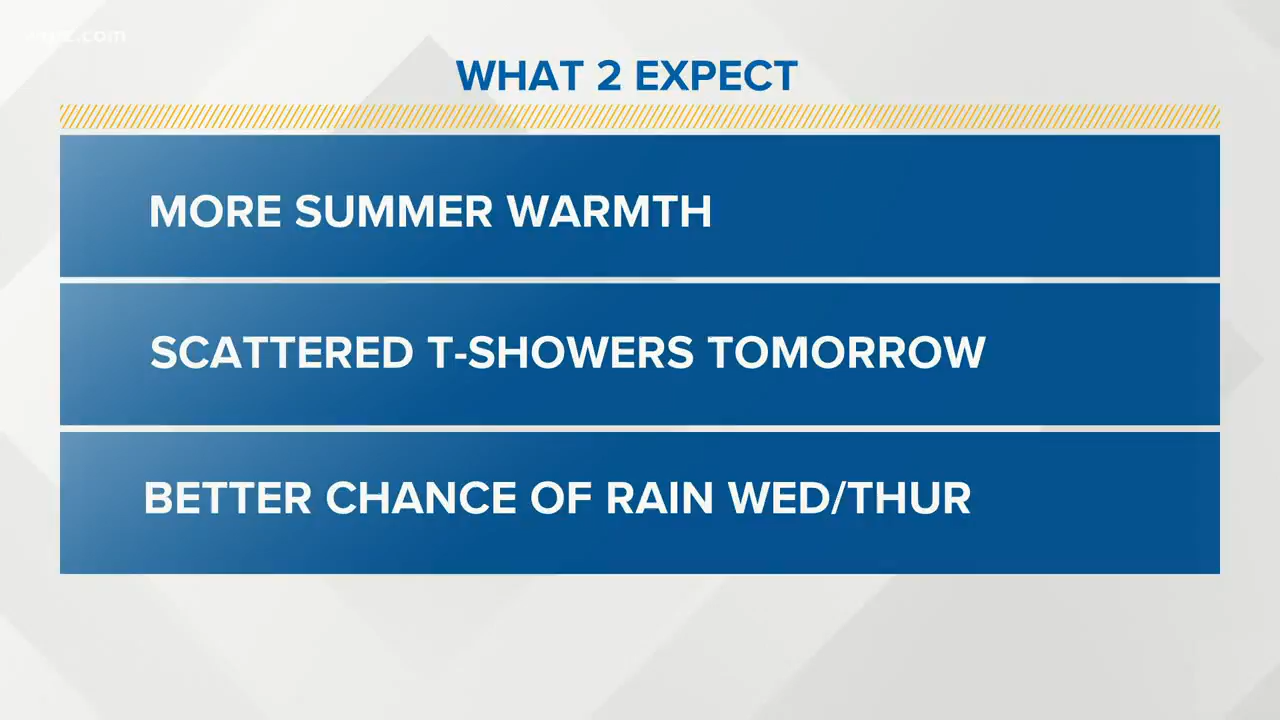 WHAT 2 EXPECT
MORE SUMMER WARMTH
SCATTERED T-SHOWERS TOMORROW
BETTER CHANCE OF RAIN WED/THUR